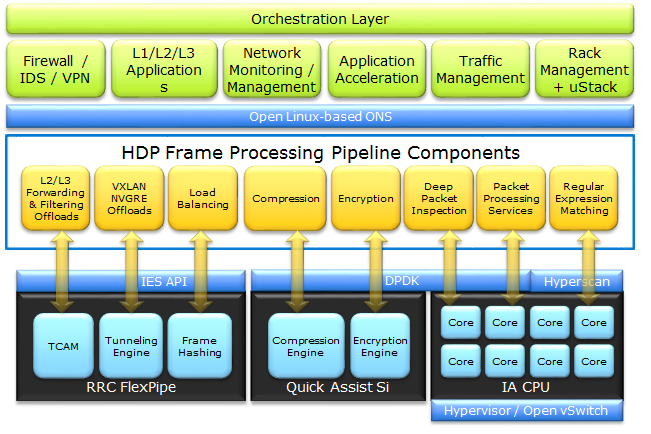 Orchestration Layer
Firewall /
IDS / VPN
L1/L2/L3
Application
s
Network
Monitoring /
Management
Application
Acceleration
Traffic
Management
Rack
Management
+ uStack
Open Linux-based ONS
HDP Frame Processing Pipeline Components
L2/L3
Forwarding
& Filtering
Offloads
VXLAN
NVGRE
Offloads
Load
Balancing
Compression
Encryption
Deep
Packet
Inspection
Packet
Processing
Services
Regular
Expression
Matching
IES API
DPDK
Hyperscan
TCAM
Tunneling
Engine
Frame
Hashing
RRC FlexPipe
Compression
Engine
Encryption
Engine
Quick Assist Si
Core
Core
Core
Core
Core
Core
Core
Core
IA CPU
Hypervisor / Open vSwitch